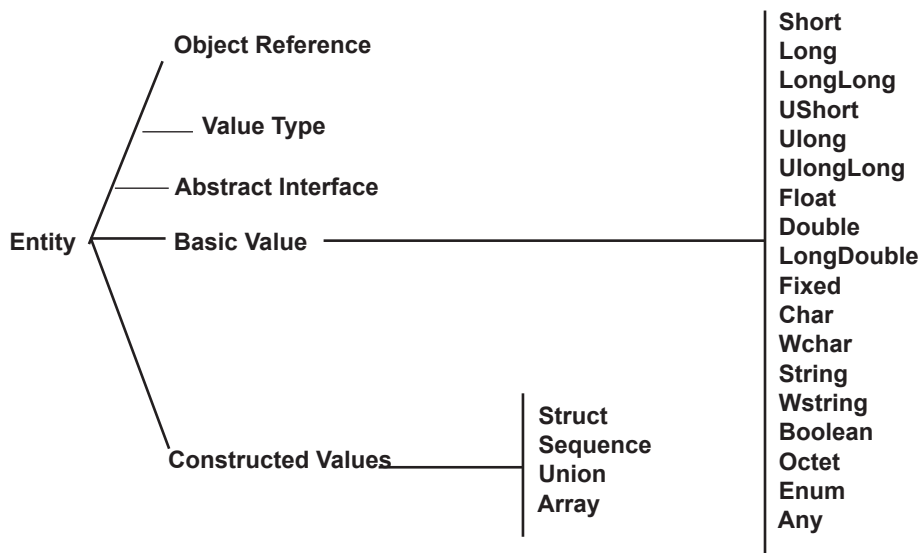 Object Reference
Value Type
Abstract Interface
Entity
Basic Value
Constructed Values
Struct
Sequence
Union
Array
Short
Long
LongLong
UShort
Ulong
UlongLong
Float
Double
LongDouble
Fixed
Char
Wchar
String
Wstring
Boolean
Octet
Enum
Any